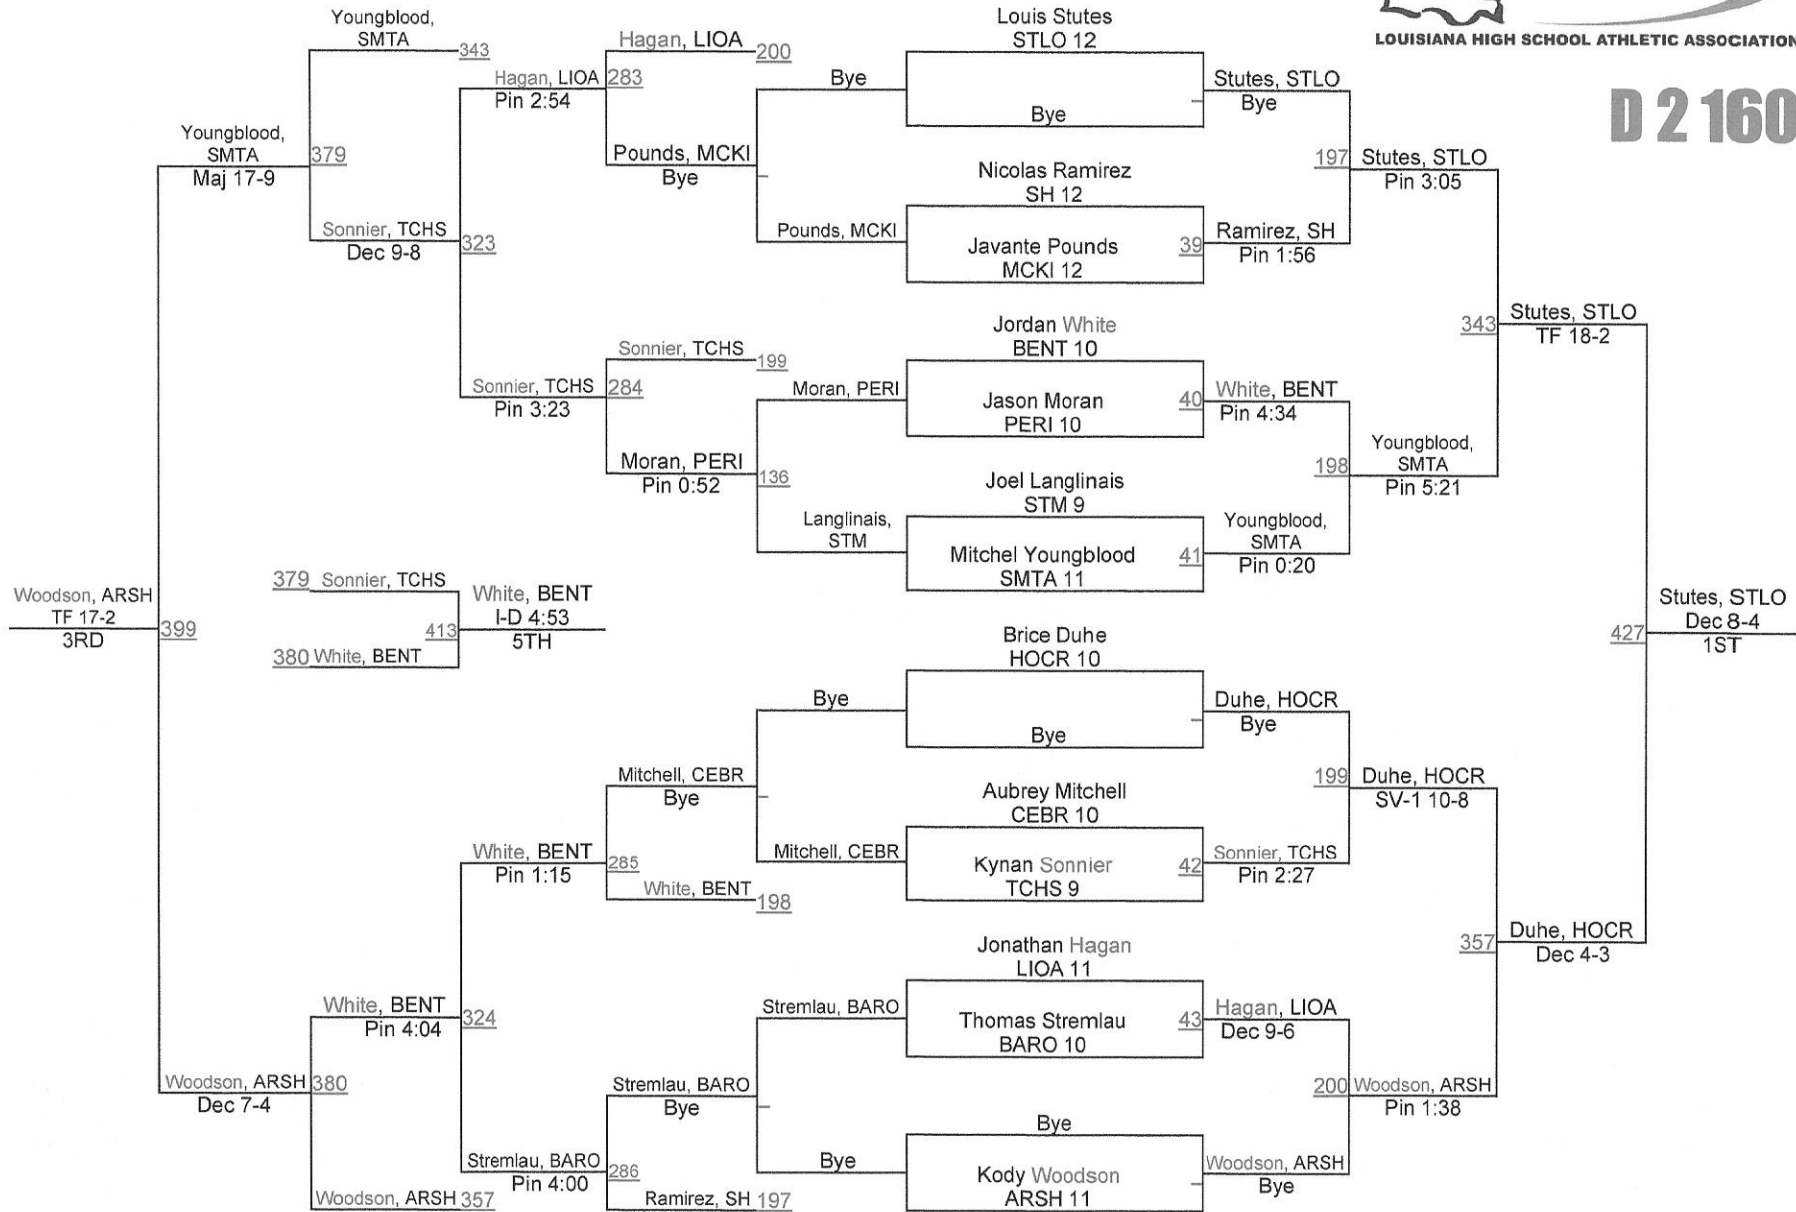 LOUISIANA HIGH SCHOOL ATHLETIC ASSOCIATION
D 2 160
Youngblood,
SMTA
343
Hagan, LIOA
200
Louis Stutes
STLO 12
Hagan, LIOA 283
Pin 2:54
Bye
Bye
Stutes, STLO
Bye
Youngblood,
SMTA
379
Maj 17-9
Pounds, MCKI
Bye
Nicolas Ramirez
SH 12
197
Stutes, STLO
Pin 3:05
Sonnier, TCHS
Dec 9-8
323
Pounds, MCKI
Javante Pounds
MCKI 12
39
Ramirez, SH
Pin 1:56
Jordan White
BENT 10
343
Stutes, STLO
TF 18-2
Sonnier, TCHS
199
Sonnier, TCHS
Pin 3:23
284
Moran, PERI
Jason Moran
PERI 10
40
White, BENT
Pin 4:34
Moran, PERI
Pin 0:52
136
Joel Langlinais
STM 9
198
Youngblood,
SMTA
Pin 5:21
Langlinais,
STM
Mitchel Youngblood
SMTA 11
41
Youngblood,
SMTA
Pin 0:20
Woodson, ARSH
TF 17-2
3RD
399
379 Sonnier, TCHS
413
380 White, BENT
White, BENT
I-D 4:53
5TH
Brice Duhe
HOCR 10
427
Stutes, STLO
Dec 8-4
1ST
Bye
Bye
Duhe, HOCR
Bye
Mitchell, CEBR
Bye
Aubrey Mitchell
CEBR 10
199
Duhe, HOCR
SV-1 10-8
White, BENT
Pin 1:15
285
Mitchell, CEBR
Kynan Sonnier
TCHS 9
42
Sonnier, TCHS
Pin 2:27
White, BENT
198
Jonathan Hagan
LIOA 11
357
Duhe, HOCR
Dec 4-3
White, BENT
Pin 4:04
324
Stremlau, BARO
Thomas Stremlau
BARO 10
43
Hagan, LIOA
Dec 9-6
Woodson, ARSH
Dec 7-4
380
Stremlau, BARO
Bye
Bye
200
Woodson, ARSH
Pin 1:38
Stremlau, BARO
Pin 4:00
286
Bye
Kody Woodson
ARSH 11
Woodson, ARSH
Bye
Woodson, ARSH 357
Ramirez, SH 197